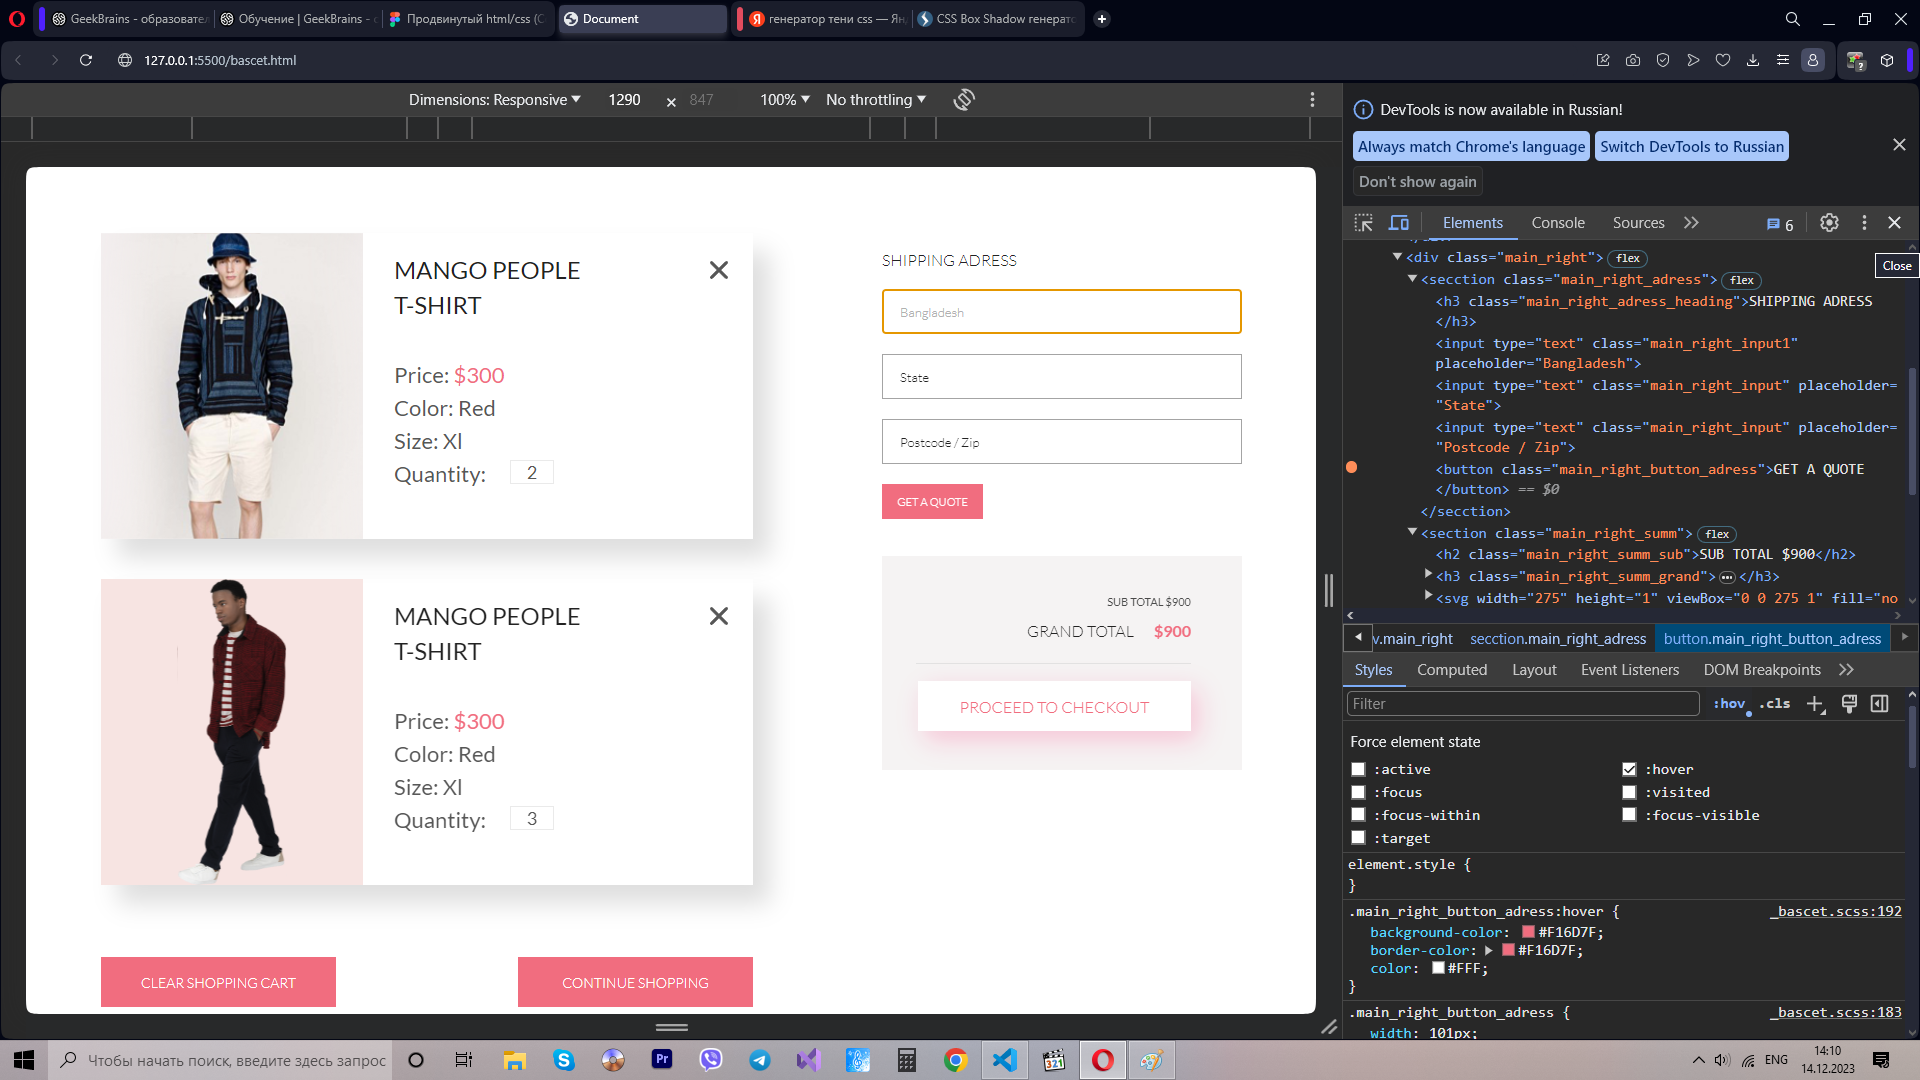 GeekBrains - образовател
Обучение | GeekBrains - с
Продвинутый html/css (С
Document
генератор тени css — Ян
CSS Box Shadow генератс
127.0.0.1:5500/bascet.html
Dimensions: Responsive
1290
×
847
100%
No throttling
MANGO PEOPLE
T-SHIRT
Price: $300
Color: Red
Size: Xl
Quantity: 2
MANGO PEOPLE
T-SHIRT
Price: $300
Color: Red
Size: Xl
Quantity: 3
CLEAR SHOPPING CART
CONTINUE SHOPPING
SHIPPING ADRESS
Bangladesh
State
Postcode / Zip
GET A QUOTE
SUB TOTAL $900
GRAND TOTAL $900
PROCEED TO CHECKOUT
DevTools is now available in Russian!
Always match Chrome's language
Switch DevTools to Russian
Don't show again
Elements
Console
Sources
6
Close
<div class="main_right"> flex
<secction class="main_right_adress"> flex
<h3 class="main_right_adress_heading">SHIPPING ADRESS
</h3>
<input type="text" class="main_right_input1"
placeholder="Bangladesh">
<input type="text" class="main_right_input" placeholder=
"State">
<input type="text" class="main_right_input" placeholder=
"Postcode / Zip">
<button class="main_right_button_adress">GET A QUOTE
</button> == $0
</secction>
<section class="main_right_summ"> flex
<h2 class="main_right_summ_sub">SUB TOTAL $900</h2>
<h3 class="main_right_summ_grand"> … </h3>
<svg width="275" height="1" viewBox="0 0 275 1" fill="no
v.main_right
secction.main_right_adress
button.main_right_button_adress
Styles
Computed
Layout
Event Listeners
DOM Breakpoints
Filter
:hov
.cls
Force element state
:active
:hover
:focus
:visited
:focus-within
:focus-visible
:target
element.style {
}
.main_right_button_adress:hover {
_bascet.scss:192
background-color: #F16D7F;
border-color: #F16D7F;
color: #FFF;
}
.main_right_button_adress {
_bascet.scss:183
width: 101px;
Чтобы начать поиск, введите здесь запрос
Pr
321
ENG
14:10
14.12.2023